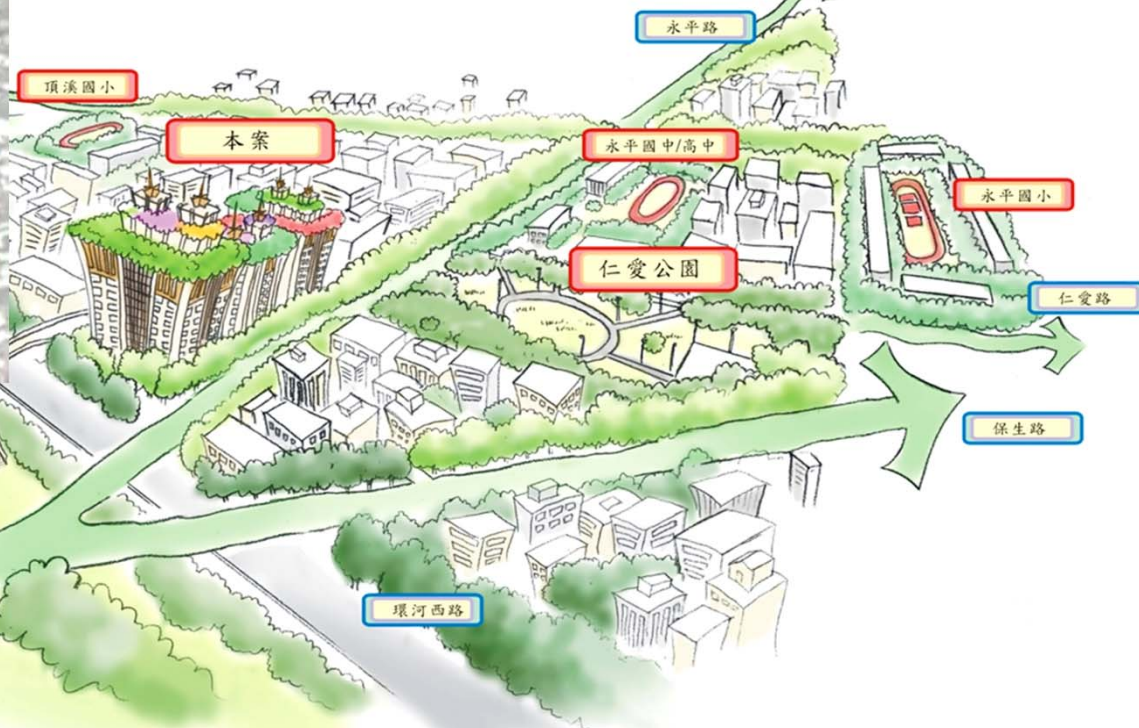 永平路
頂溪國小
本案
永平國中/高中
永平國小
仁愛公園
仁愛路
保生路
環河西路